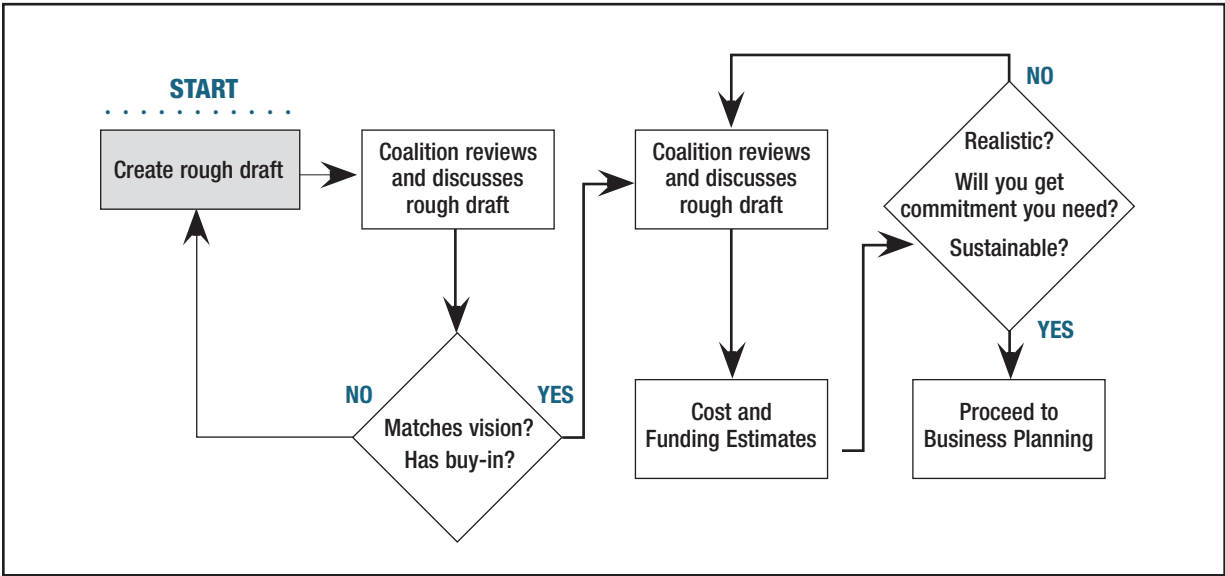 START
Create rough draft
Coalition reviews
and discusses
rough draft
NO
YES
Matches vision?
Has buy-in?
Coalition reviews
and discusses
rough draft
Cost and
Funding Estimates
NO
Realistic?
Will you get
commitment you need?
Sustainable?
YES
Proceed to
Business Planning